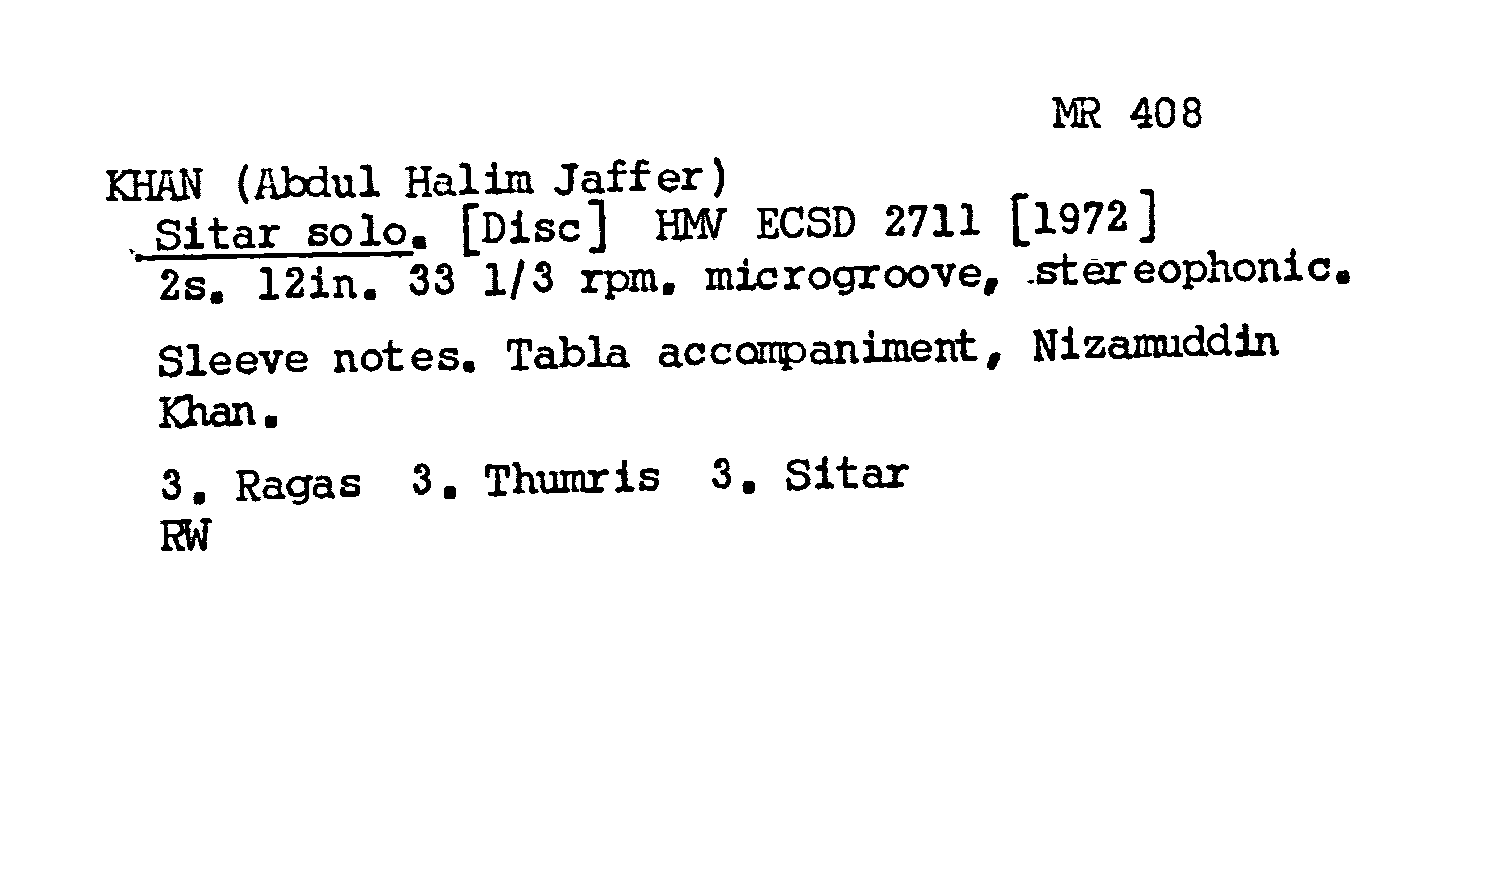 MR 408
KHAN (Abdul Halim Jaffer)
Sitar solo. [Disc] HMV ECSD 2711 [1972]
2s. 12in. 33 1/3 rpm. microgroove, stereophonic.
Sleeve notes. Tabla accompaniment, Nizamuddin
Khan.
3. Ragas 3. Thumris 3. Sitar
RW